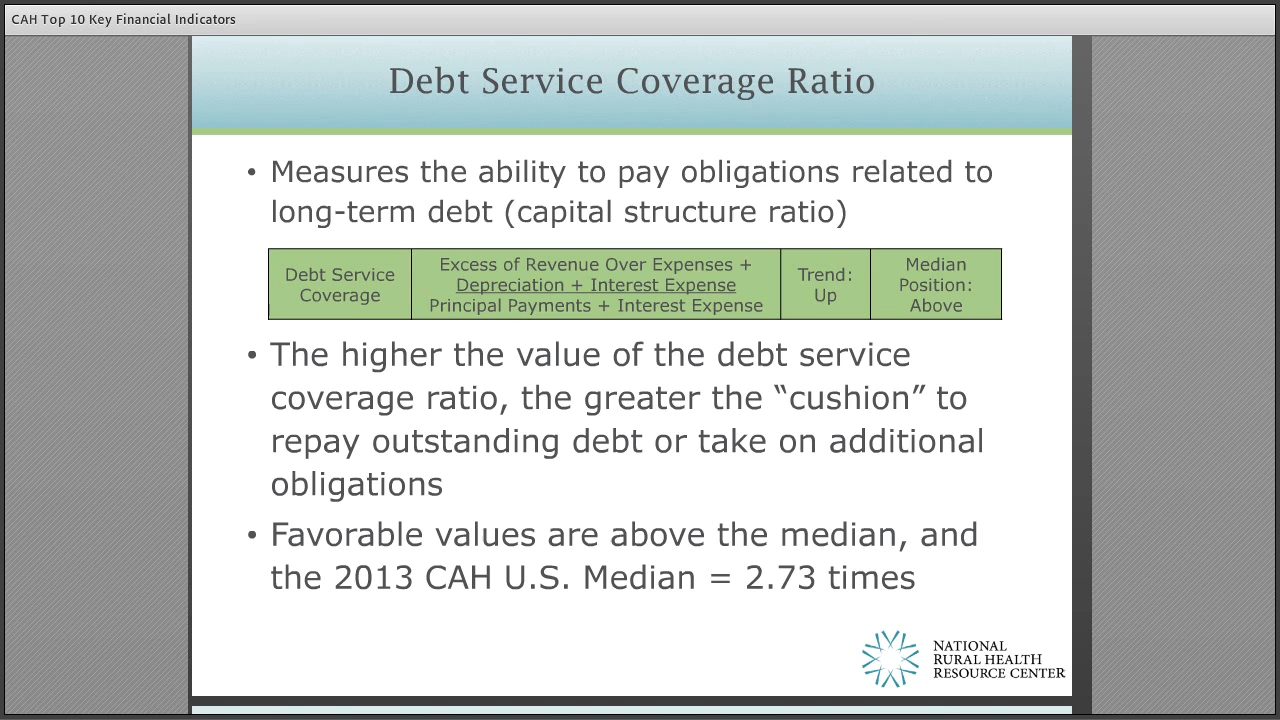 CAH Top 10 Key Financial Indicators
Debt Service Coverage Ratio
• Measures the ability to pay obligations related to
long-term debt (capital structure ratio)
Debt Service
Coverage
Excess of Revenue Over Expenses +
Depreciation + Interest Expense
Principal Payments + Interest Expense
Trend:
Up
Median
Position:
Above
• The higher the value of the debt service
coverage ratio, the greater the “cushion” to
repay outstanding debt or take on additional
obligations
• Favorable values are above the median, and
the 2013 CAH U.S. Median = 2.73 times
NATIONAL
RURAL HEALTH
RESOURCE CENTER